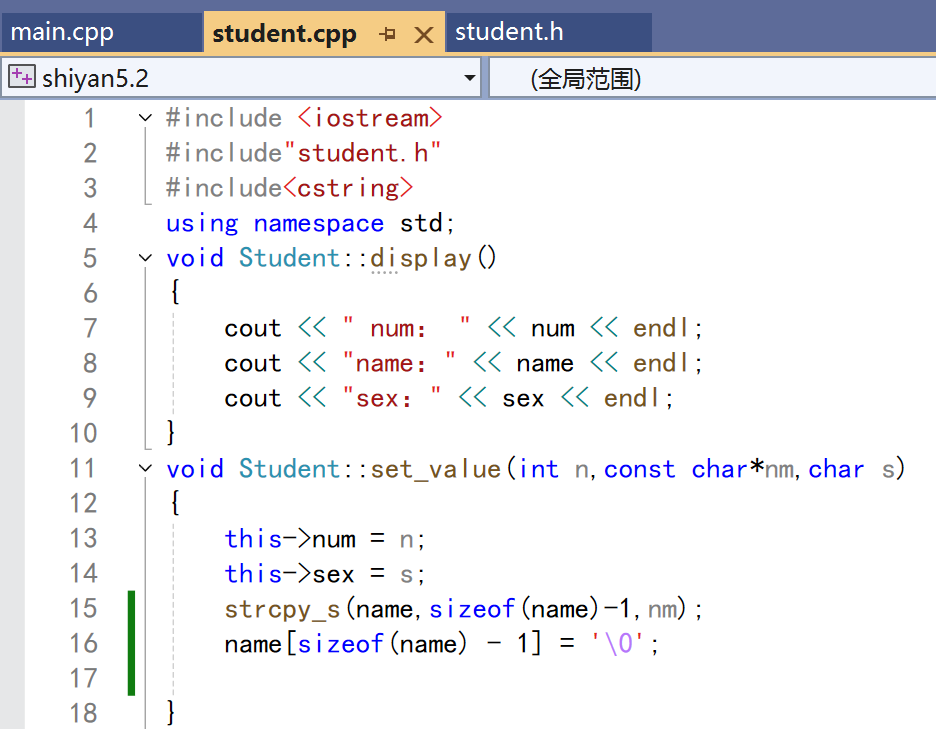 main.cpp student.cpp student.h
shiyan5.2 (全局范围)
1 #include <iostream>
2 #include"student.h"
3 #include<cstring>
4 using namespace std;
5 void Student::display()
6 {
7 cout << " num： " << num << endl;
8 cout << "name：" << name << endl;
9 cout << "sex：" << sex << endl;
10 }
11 void Student::set_value(int n,const char*nm,char s)
12 {
13 this->num = n;
14 this->sex = s;
15 strcpy_s(name,sizeof(name)-1,nm);
16 name[sizeof(name) - 1] = '\0';
17
18 }